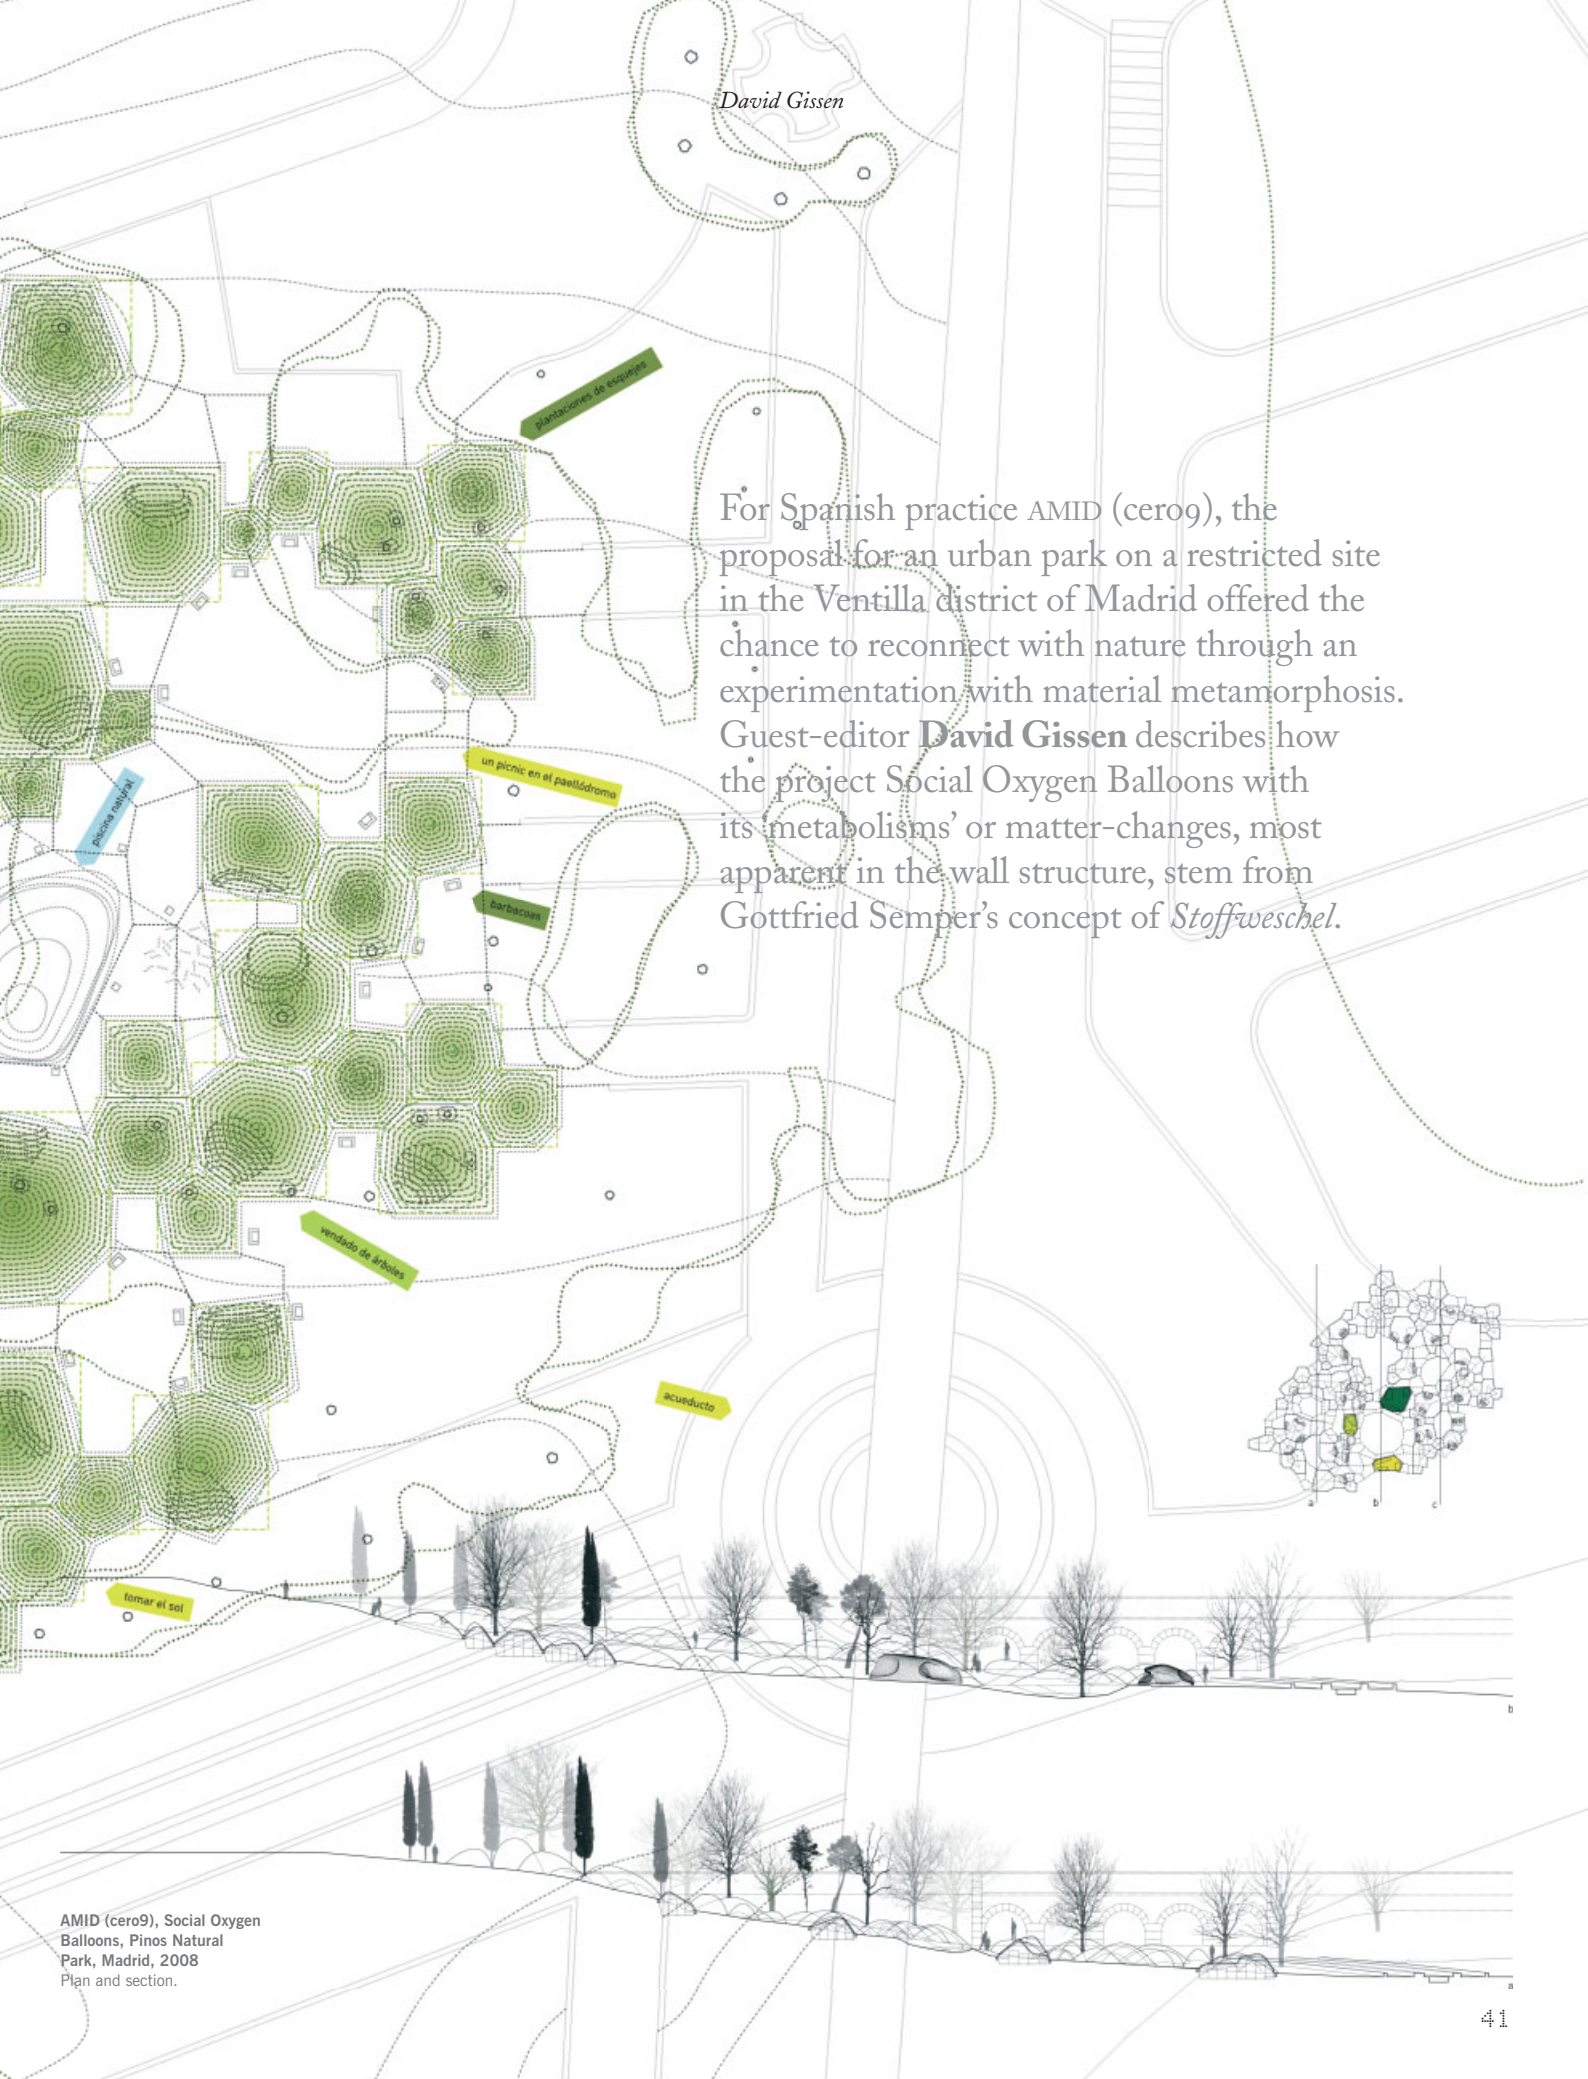 David Gissen
plantaciones de esquejes
For Spanish practice AMID (cero9), the
proposal for an urban park on a restricted site
in the Ventilla district of Madrid offered the
chance to reconnect with nature through an
experimentation with material metamorphosis.
Guest-editor David Gissen describes how
the project Social Oxygen Balloons with
its ‘metabolisms’ or matter-changes, most
apparent in the wall structure, stem from
Gottfried Semper’s concept of Stoffweschel.
un picnic en el paellódromo
piscina natural
barbacoas
vendado de árboles
acueducto
a b c
tomar el sol
b
a
AMID (cero9), Social Oxygen
Balloons, Pinos Natural
Park, Madrid, 2008
Plan and section.
41